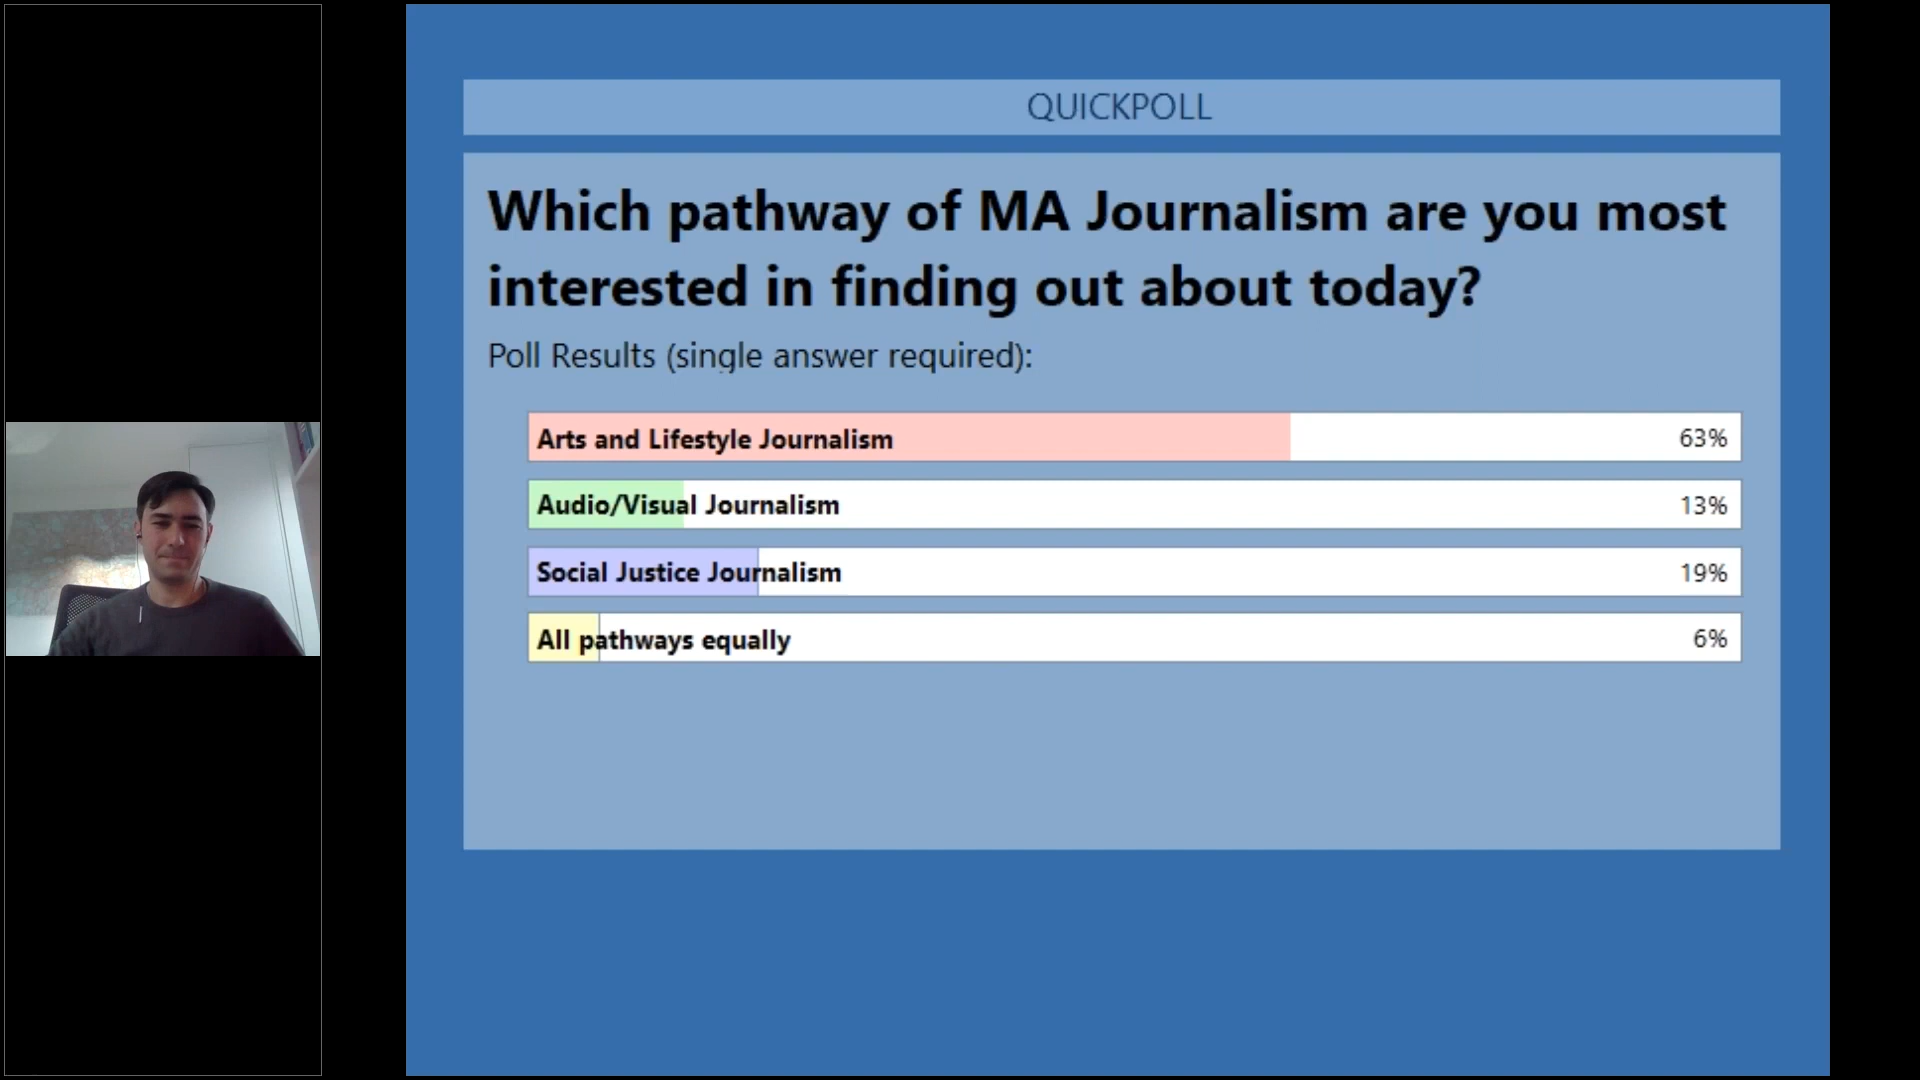 QUICKPOLL
Which pathway of MA Journalism are you most
interested in finding out about today?
Poll Results (single answer required):
Arts and Lifestyle Journalism 63%
Audio/Visual Journalism 13%
Social Justice Journalism 19%
All pathways equally 6%